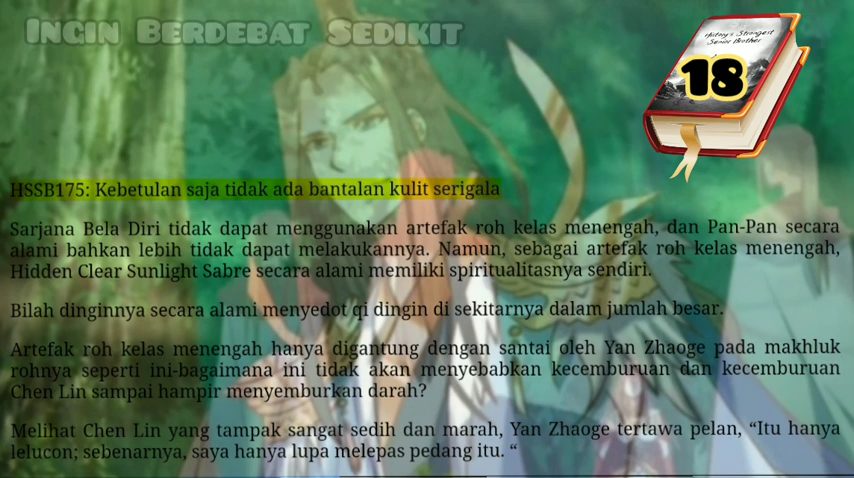 Ingin Berdebat Sedikit
History's Strongest
Senior Brother
18
HSSB175: Kebetulan saja tidak ada bantalan kulit serigala
Sarjana Bela Diri tidak dapat menggunakan artefak roh kelas menengah, dan Pan-Pan secara
alami bahkan lebih tidak dapat melakukannya. Namun, sebagai artefak roh kelas menengah,
Hidden Clear Sunlight Sabre secara alami memiliki spiritualitasnya sendiri.
Bilah dinginnya secara alami menyedot qi dingin di sekitarnya dalam jumlah besar.
Artefak roh kelas menengah hanya digantung dengan santai oleh Yan Zhaoge pada makhluk
rohnya seperti ini-bagaimana ini tidak akan menyebabkan kecemburuan dan kecemburuan
Chen Lin sampai hampir menyemburkan darah?
Melihat Chen Lin yang tampak sangat sedih dan marah, Yan Zhaoge tertawa pelan, “Itu hanya
lelucon; sebenarnya, saya hanya lupa melepas pedang itu. “